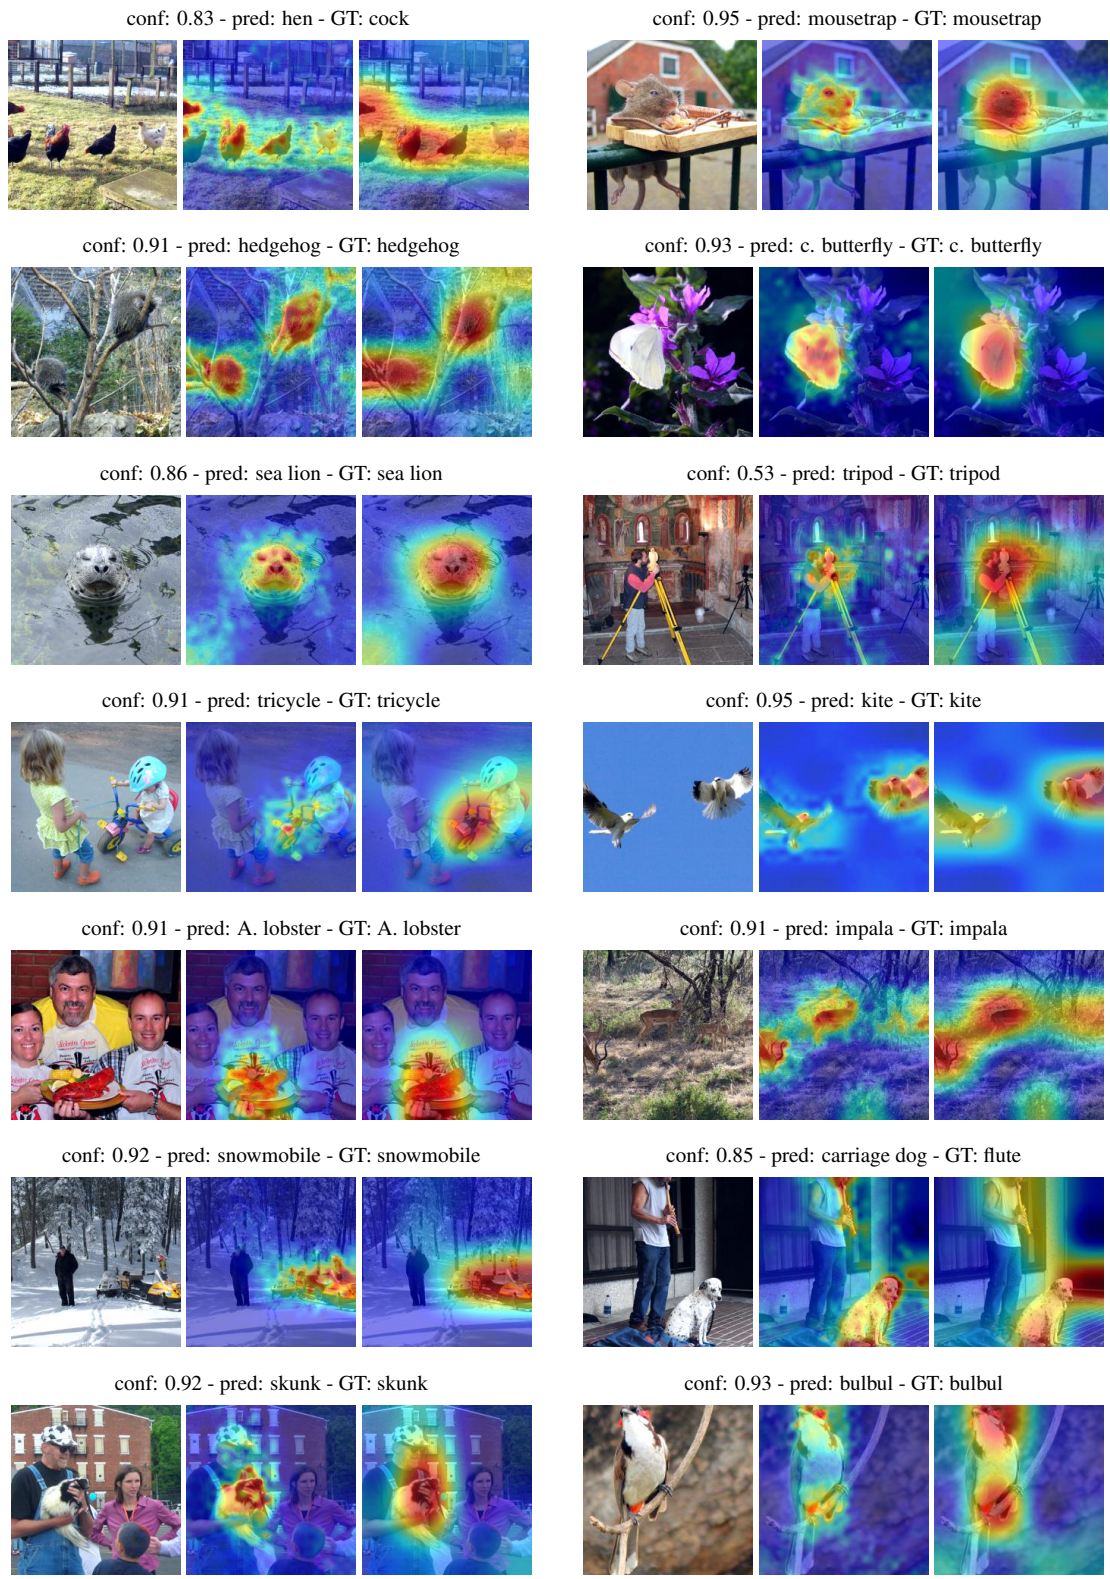 conf: 0.83 - pred: hen - GT: cock
conf: 0.95 - pred: mousetrap - GT: mousetrap
conf: 0.91 - pred: hedgehog - GT: hedgehog
conf: 0.93 - pred: c. butterfly - GT: c. butterfly
conf: 0.86 - pred: sea lion - GT: sea lion
conf: 0.53 - pred: tripod - GT: tripod
conf: 0.91 - pred: tricycle - GT: tricycle
conf: 0.95 - pred: kite - GT: kite
conf: 0.91 - pred: A. lobster - GT: A. lobster
conf: 0.91 - pred: impala - GT: impala
conf: 0.92 - pred: snowmobile - GT: snowmobile
conf: 0.85 - pred: carriage dog - GT: flute
conf: 0.92 - pred: skunk - GT: skunk
conf: 0.93 - pred: bulbul - GT: bulbul